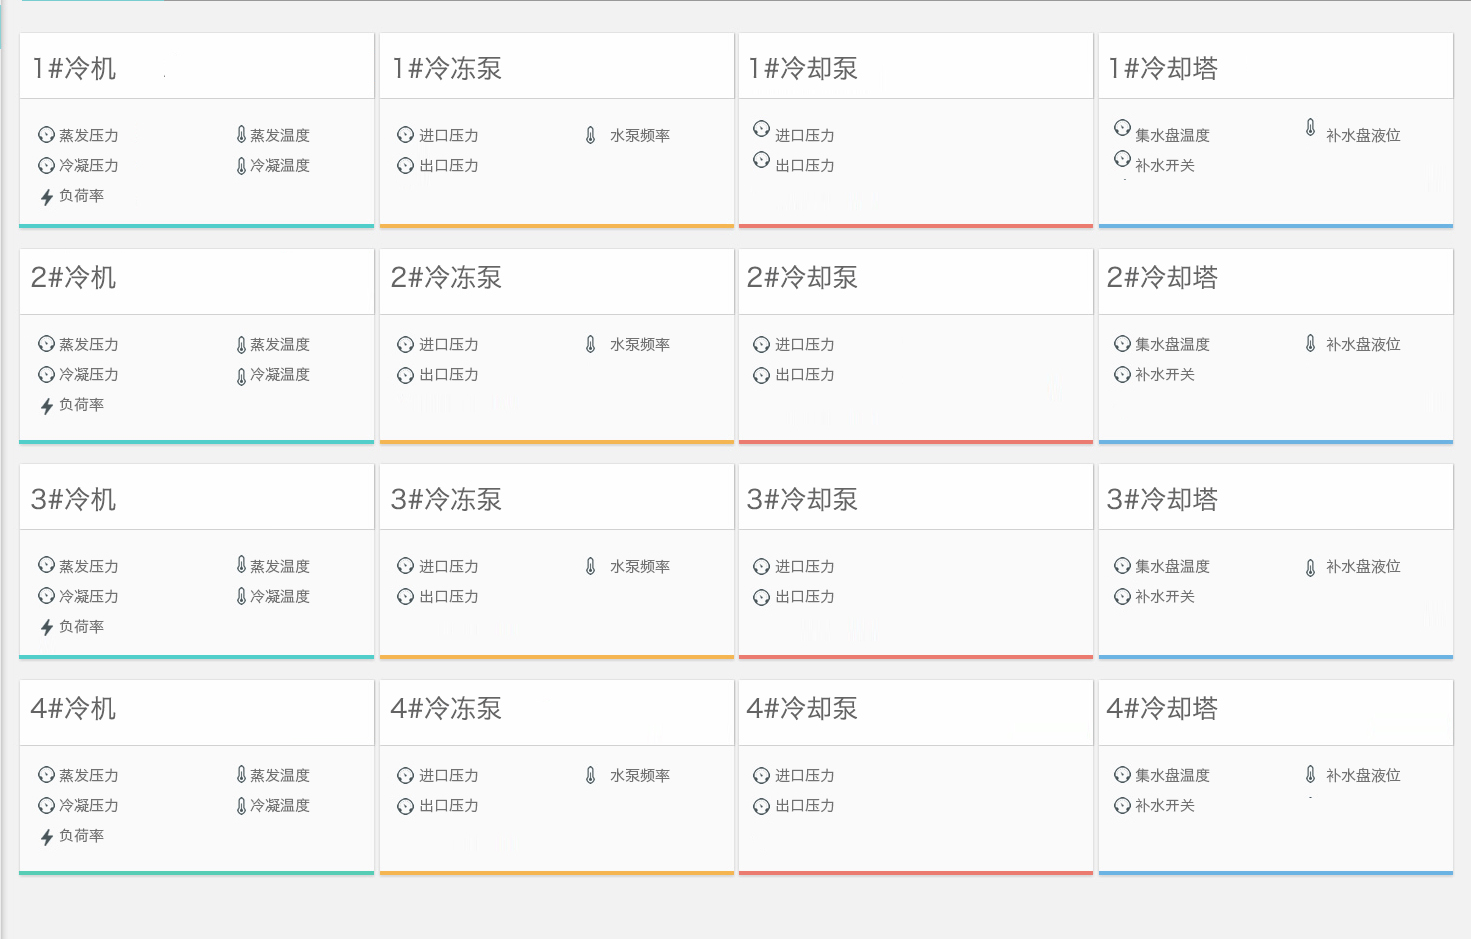 1#冷机
蒸发压力 蒸发温度
冷凝压力 冷凝温度
负荷率
1#冷冻泵
进口压力 水泵频率
出口压力
1#冷却泵
进口压力
出口压力
1#冷却塔
集水盘温度 补水盘液位
补水开关
2#冷机
蒸发压力 蒸发温度
冷凝压力 冷凝温度
负荷率
2#冷冻泵
进口压力 水泵频率
出口压力
2#冷却泵
进口压力
出口压力
2#冷却塔
集水盘温度 补水盘液位
补水开关
3#冷机
蒸发压力 蒸发温度
冷凝压力 冷凝温度
负荷率
3#冷冻泵
进口压力 水泵频率
出口压力
3#冷却泵
进口压力
出口压力
3#冷却塔
集水盘温度 补水盘液位
补水开关
4#冷机
蒸发压力 蒸发温度
冷凝压力 冷凝温度
负荷率
4#冷冻泵
进口压力 水泵频率
出口压力
4#冷却泵
进口压力
出口压力
4#冷却塔
集水盘温度 补水盘液位
补水开关